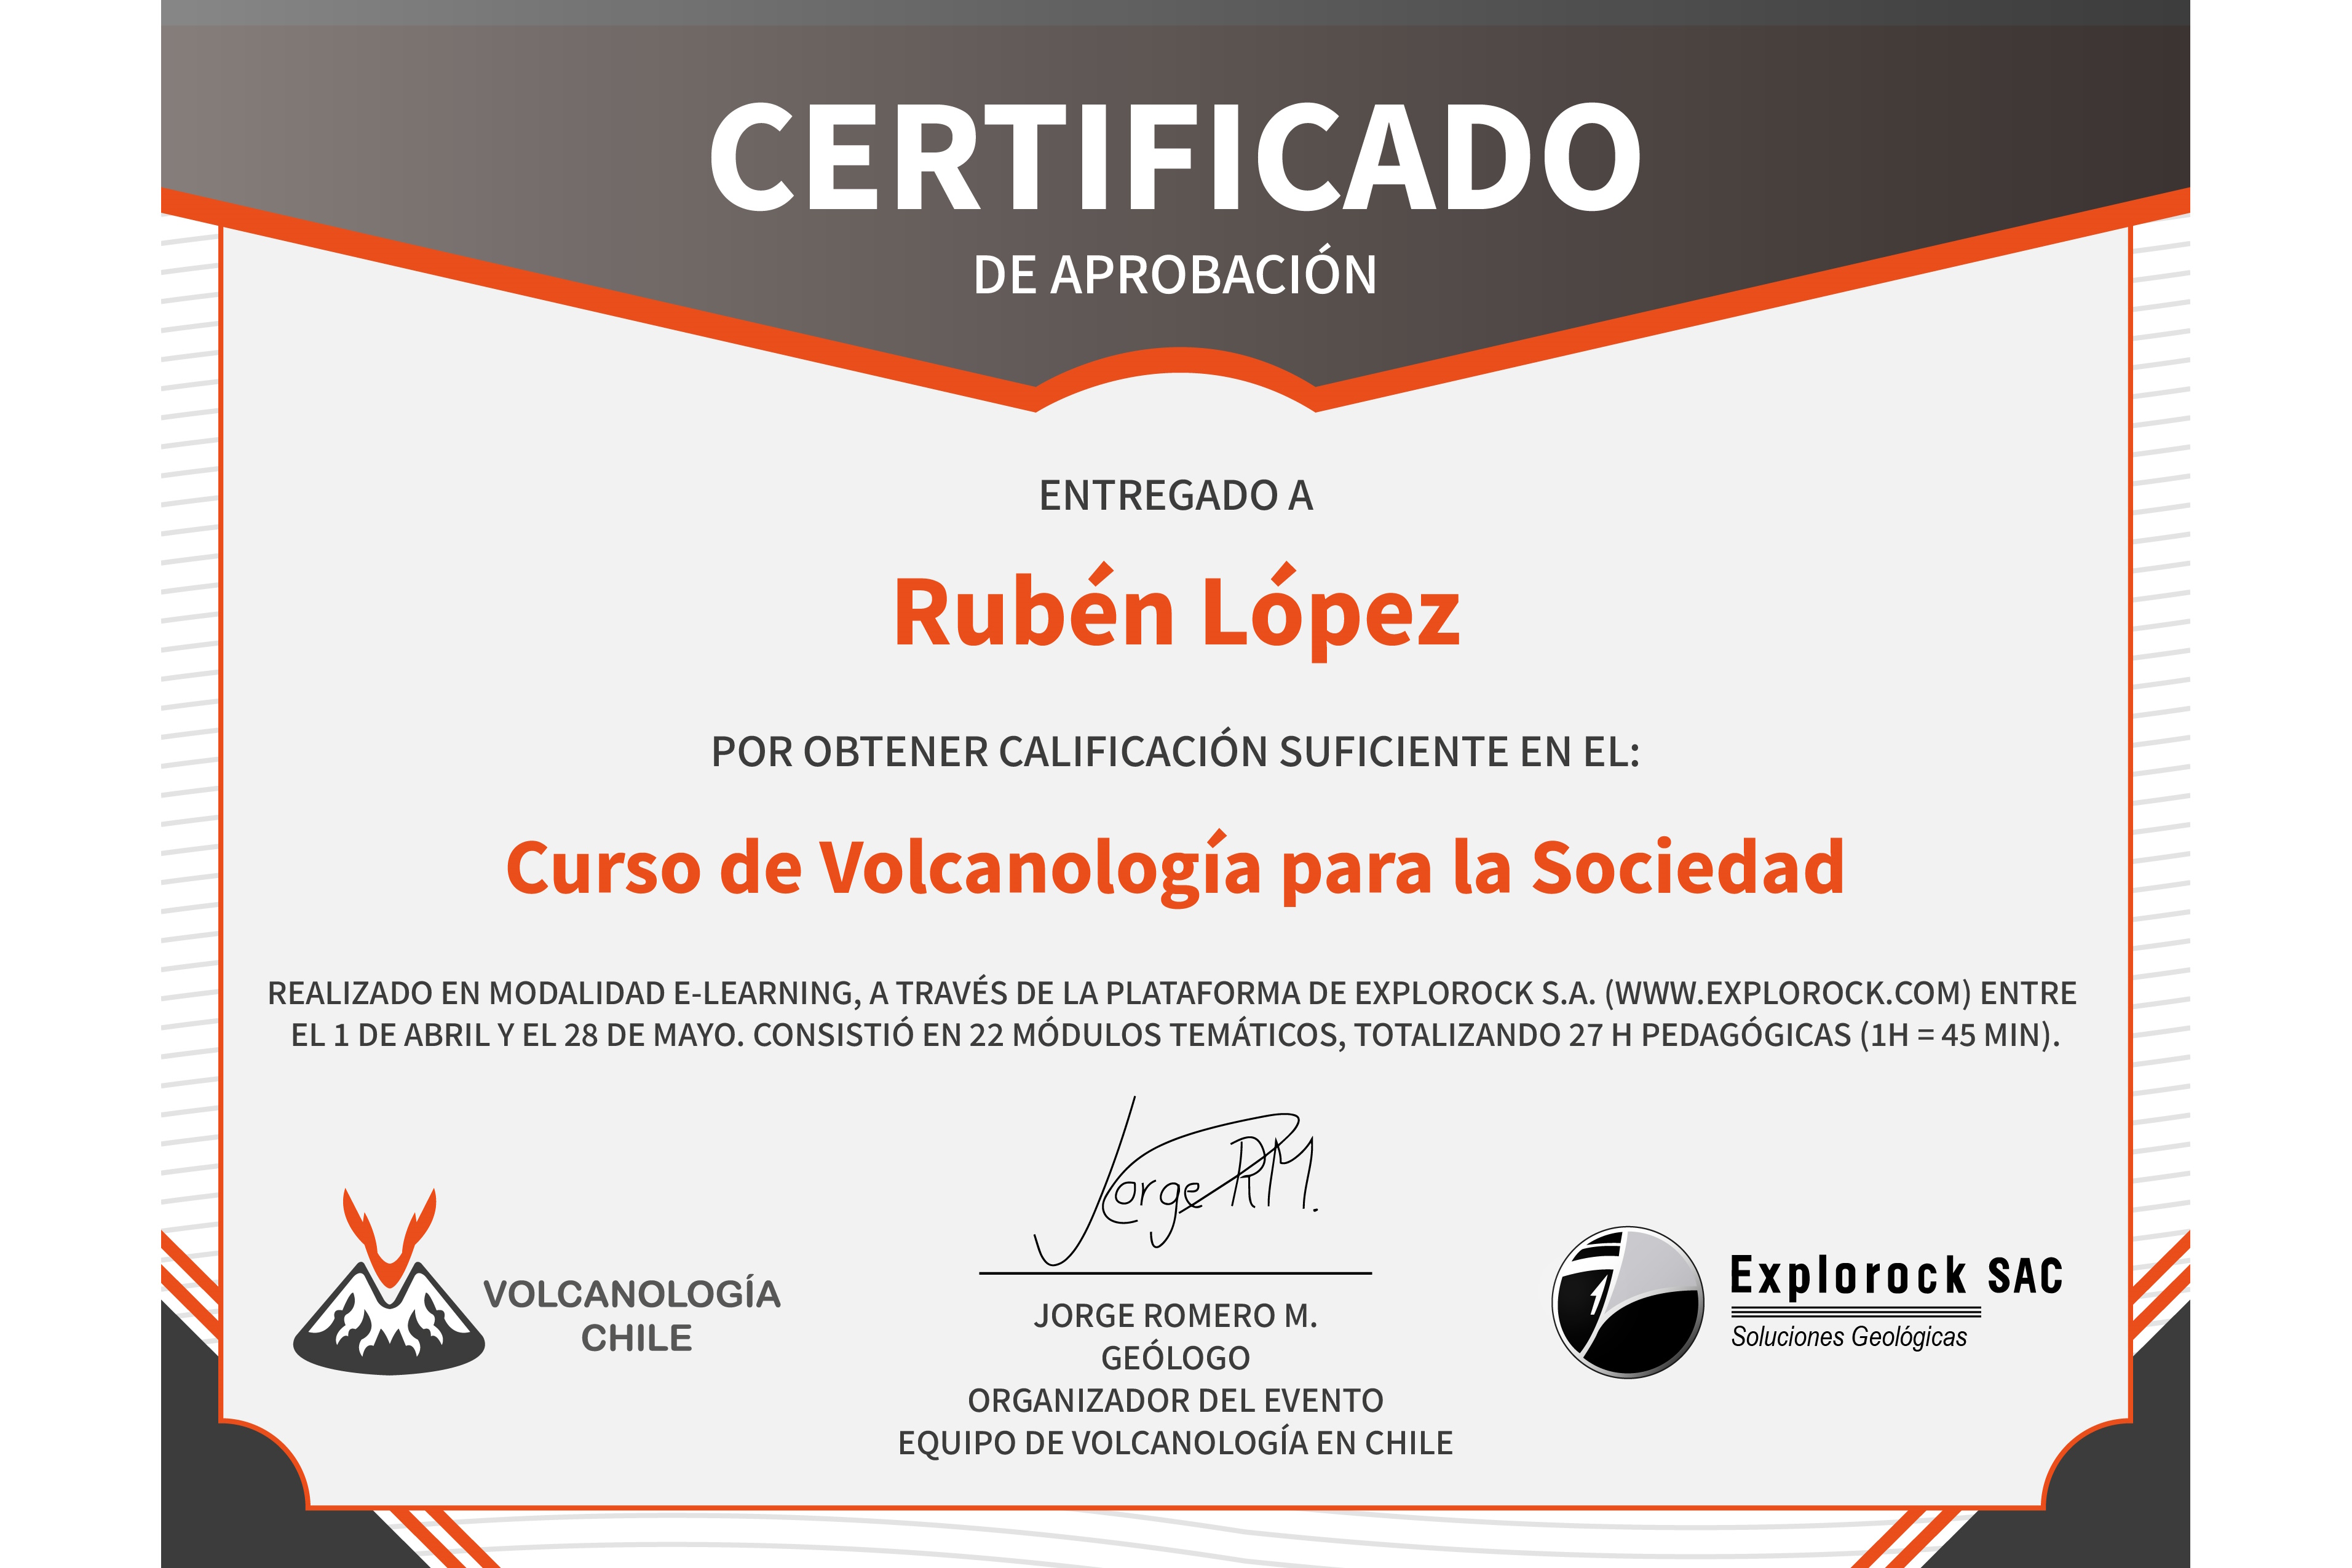 CERTIFICADO
DE APROBACIÓN
ENTREGADO A
Rubén López
POR OBTENER CALIFICACIÓN SUFICIENTE EN EL:
Curso de Volcanología para la Sociedad
REALIZADO EN MODALIDAD E-LEARNING, A TRAVÉS DE LA PLATAFORMA DE EXPLOROCK S.A. (WWW.EXPLOROCK.COM) ENTRE
EL 1 DE ABRIL Y EL 28 DE MAYO. CONSISTIÓ EN 22 MÓDULOS TEMÁTICOS, TOTALIZANDO 27 H PEDAGÓGICAS (1H = 45 MIN).
Jorge RM.
VOLCANOLOGÍA
CHILE
JORGE ROMERO M.
GEÓLOGO
ORGANIZADOR DEL EVENTO
EQUIPO DE VOLCANOLOGÍA EN CHILE
Explorock SAC
Soluciones Geológicas